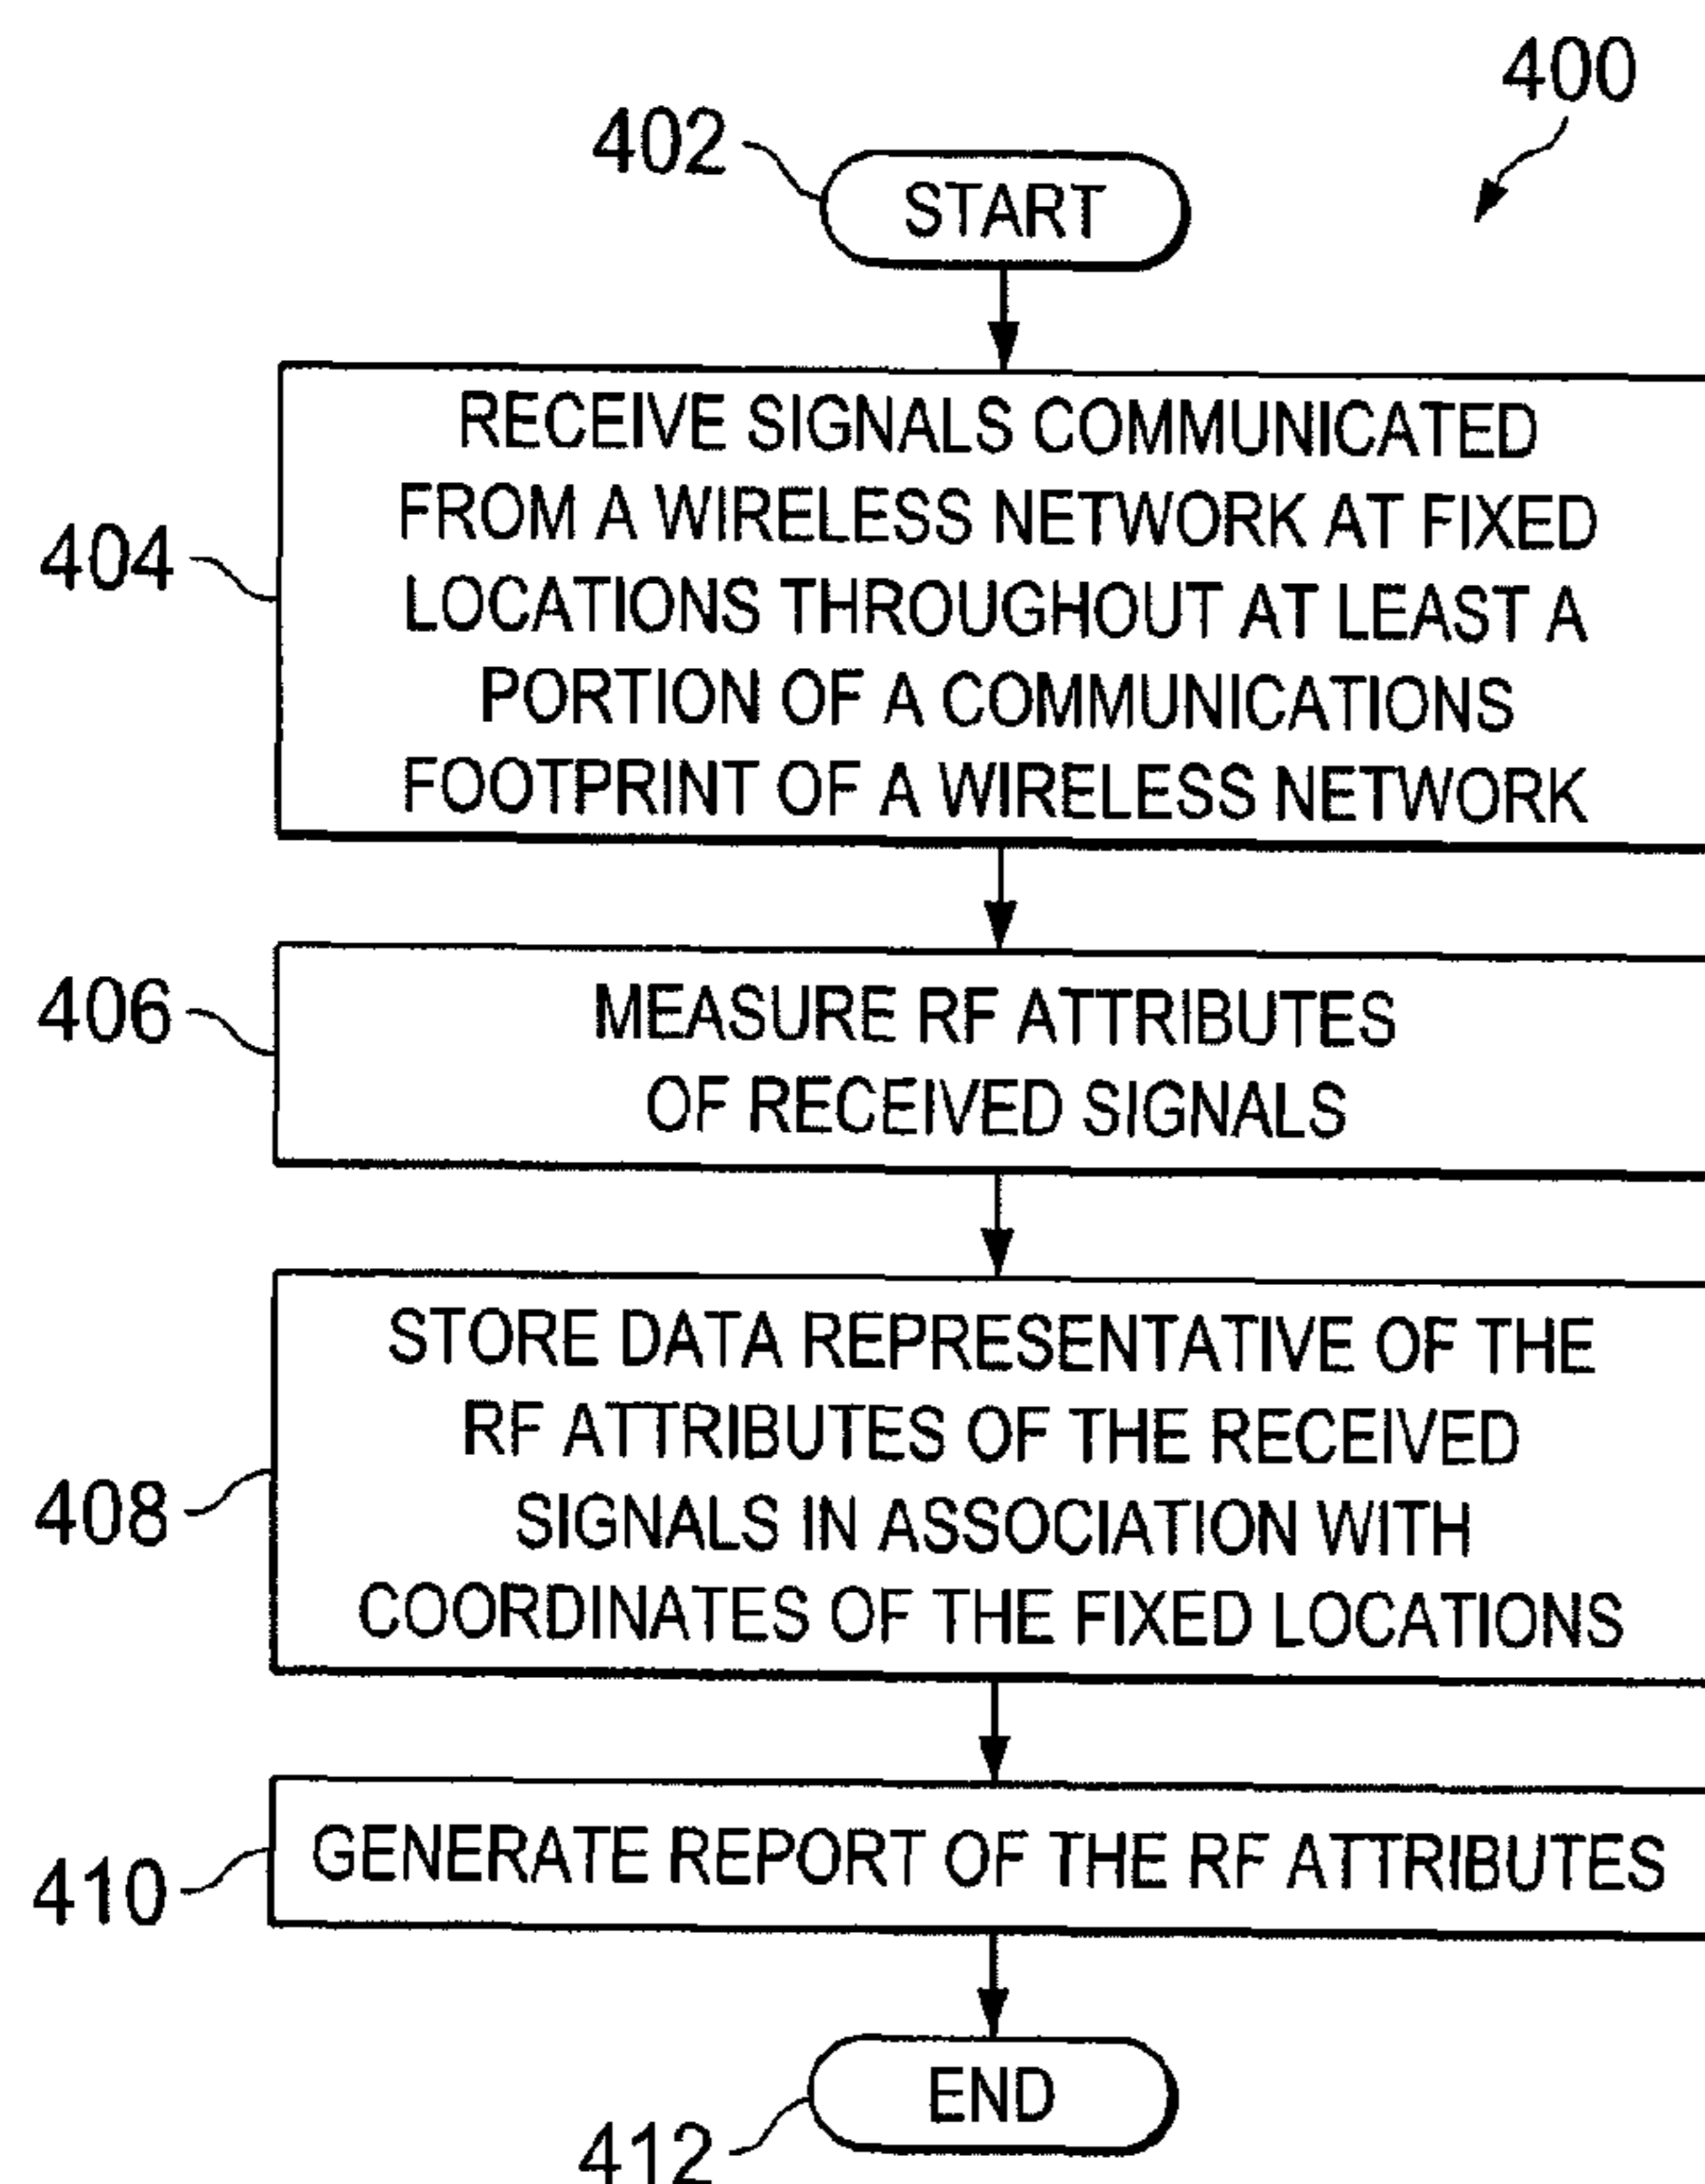 400
402
START
404
RECEIVE SIGNALS COMMUNICATED
FROM A WIRELESS NETWORK AT FIXED
LOCATIONS THROUGHOUT AT LEAST A
PORTION OF A COMMUNICATIONS
FOOTPRINT OF A WIRELESS NETWORK
406
MEASURE RF ATTRIBUTES
OF RECEIVED SIGNALS
408
STORE DATA REPRESENTATIVE OF THE
RF ATTRIBUTES OF THE RECEIVED
SIGNALS IN ASSOCIATION WITH
COORDINATES OF THE FIXED LOCATIONS
410
GENERATE REPORT OF THE RF ATTRIBUTES
END
412